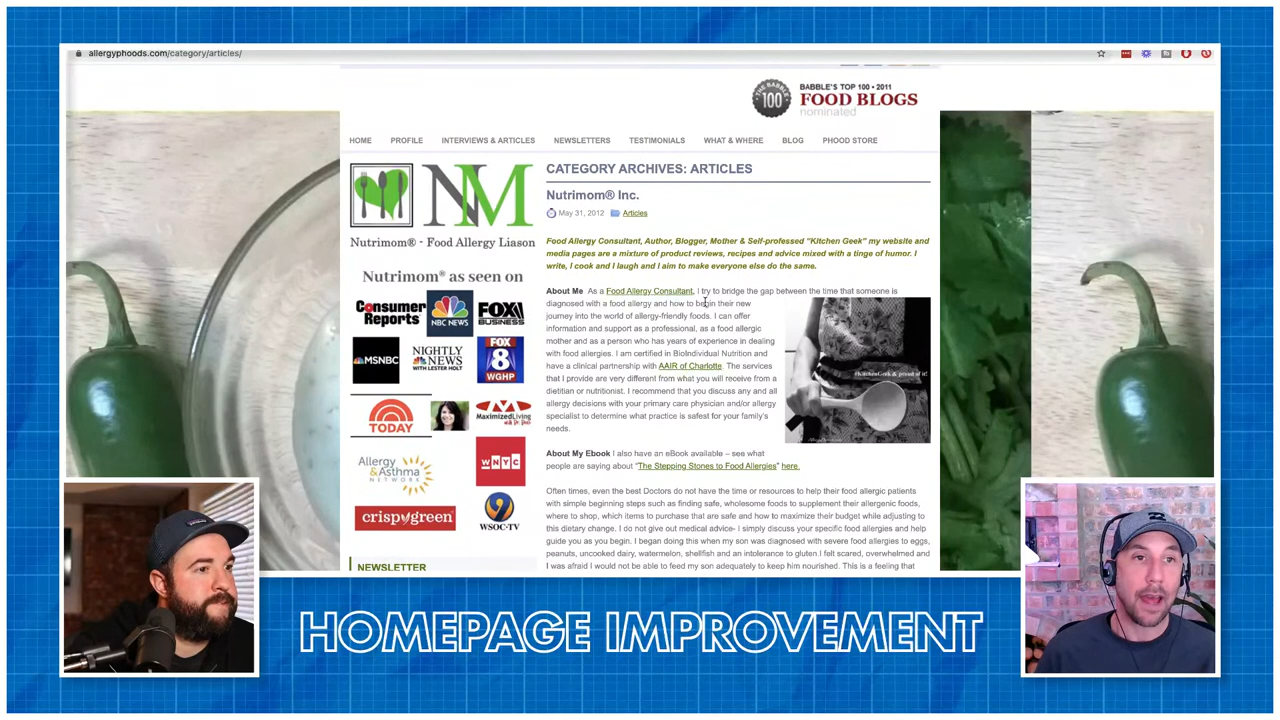 allergyphoods.com/category/articles/
THE BABBLE
100
BABBLE'S TOP 100 • 2011
FOOD BLOGS
nominated
HOME PROFILE INTERVIEWS & ARTICLES NEWSLETTERS TESTIMONIALS WHAT & WHERE BLOG PHOOD STORE
NM
Nutrimom® - Food Allergy Liason
Nutrimom® as seen on
Consumer
Reports
NBC NEWS
FOX
BUSINESS
MSNBC
NIGHTLY
NEWS
WITH LESTER HOLT
FOX
8
WGHP
TODAY
MaximizedLiving
Allergy
&Asthma
NETWORK
WNYC
crispygreen
9
WSOC-TV
NEWSLETTER
CATEGORY ARCHIVES: ARTICLES
Nutrimom® Inc.
May 31, 2012 Articles
Food Allergy Consultant, Author, Blogger, Mother & Self-professed "Kitchen Geek" my website and
media pages are a mixture of product reviews, recipes and advice mixed with a tinge of humor. I
write, I cook and I laugh and I aim to make everyone else do the same.
About Me As a Food Allergy Consultant, I try to bridge the gap between the time that someone is
diagnosed with a food allergy and how to begin their new
journey into the world of allergy-friendly foods. I can offer
information and support as a professional, as a food allergic
mother and as a person who has years of experience in dealing
with food allergies. I am certified in BioIndividual Nutrition and
have a clinical partnership with AAIR of Charlotte. The services
that I provide are very different from what you will receive from a
dietitian or nutritionist. I recommend that you discuss any and all
allergy decisions with your primary care physician and/or allergy
specialist to determine what practice is safest for your family's
needs.
#KitchenGeek & proud of it!
About My Ebook I also have an eBook available – see what
people are saying about "The Stepping Stones to Food Allergies" here.
Often times, even the best Doctors do not have the time or resources to help their food allergic patients
with simple beginning steps such as finding safe, wholesome foods to supplement their allergenic foods,
where to shop, which items to purchase that are safe and how to maximize their budget while adjusting to
this dietary change. I do not give out medical advice- I simply discuss your specific food allergies and help
guide you as you begin. I began doing this when my son was diagnosed with severe food allergies to eggs,
peanuts, uncooked dairy, watermelon, shellfish and an intolerance to gluten.I felt scared, overwhelmed and
I was afraid I would not be able to feed my son adequately to keep him nourished. This is a feeling that
HOMEPAGE IMPROVEMENT